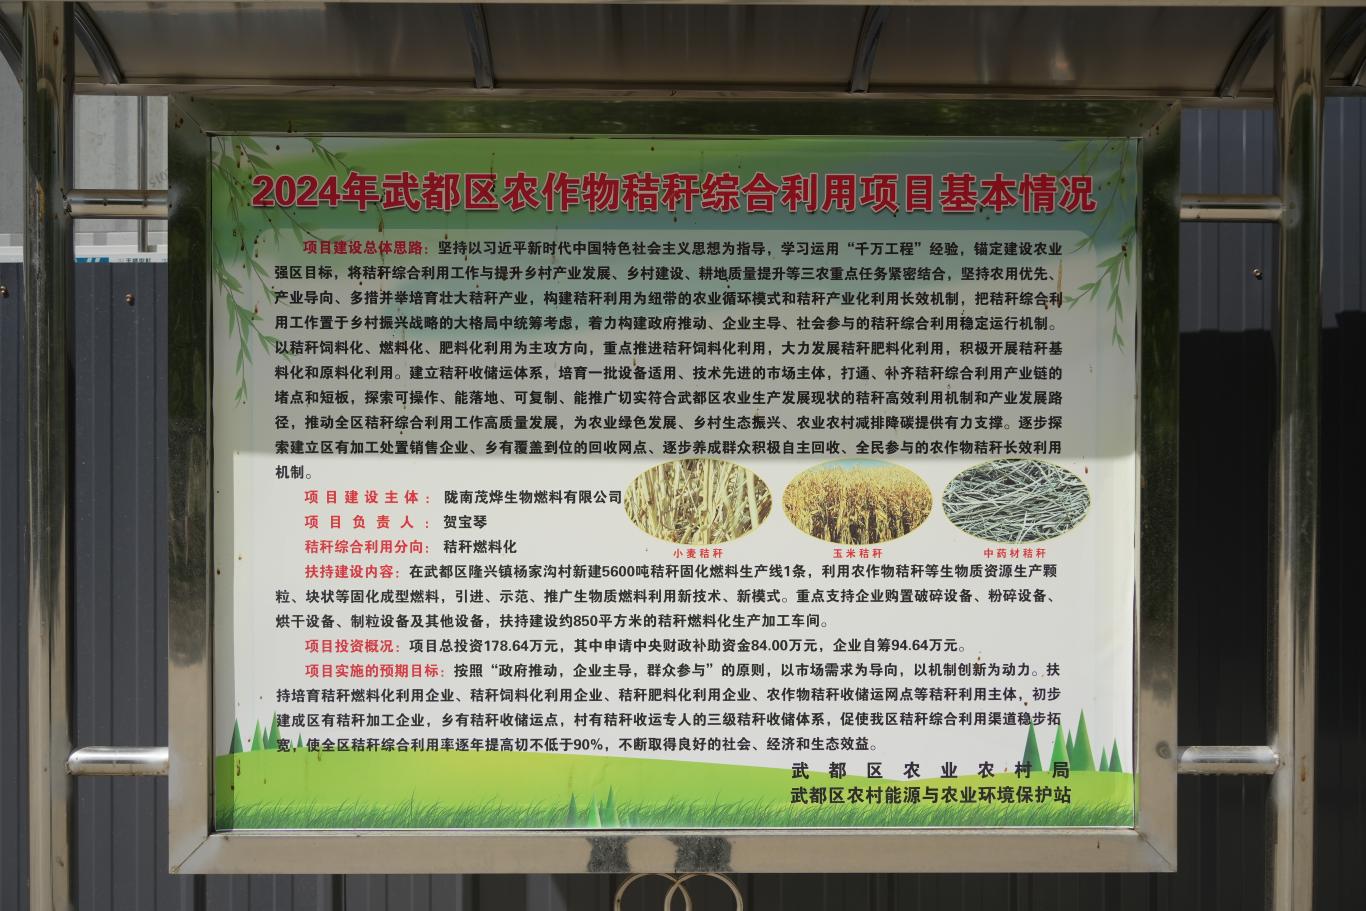 2024年武都区农作物秸秆综合利用项目基本情况
项目建设总体思路：坚持以习近平新时代中国特色社会主义思想为指导，学习运用“千万工程”经验，锚定建设农业
强区目标，将秸秆综合利用工作与提升乡村产业发展、乡村建设、耕地质量提升等三农重点任务紧密结合，坚持农用优先、
产业导向、多措并举培育壮大秸秆产业，构建秸秆利用为纽带的农业循环模式和秸秆产业化利用长效机制，把秸秆综合利
用工作置于乡村振兴战略的大格局中统筹考虑，着力构建政府推动、企业主导、社会参与的秸秆综合利用稳定运行机制。
以秸秆饲料化、燃料化、肥料化利用为主攻方向，重点推进秸秆饲料化利用，大力发展秸秆肥料化利用，积极开展秸秆基
料化和原料化利用。建立秸秆收储运体系，培育一批设备适用、技术先进的市场主体，打通、补齐秸秆综合利用产业链的
堵点和短板，探索可操作、能落地、可复制、能推广切实符合武都区农业生产发展现状的秸秆高效利用机制和产业发展路
径，推动全区秸秆综合利用工作高质量发展，为农业绿色发展、乡村生态振兴、农业农村减排降碳提供有力支撑。逐步探
索建立区有加工处置销售企业、乡有覆盖到位的回收网点、逐步养成群众积极自主回收、全民参与的农作物秸秆长效利用
机制。
项目建设主体：陇南茂烨生物燃料有限公司
项目负责人：贺宝琴
秸秆综合利用分向：秸秆燃料化
小麦秸秆
玉米秸秆
中药材秸秆
扶持建设内容：在武都区隆兴镇杨家沟村新建5600吨秸秆固化燃料生产线1条，利用农作物秸秆等生物质资源生产颗
粒、块状等固化成型燃料，引进、示范、推广生物质燃料利用新技术、新模式。重点支持企业购置破碎设备、粉碎设备、
烘干设备、制粒设备及其他设备，扶持建设约850平方米的秸秆燃料化生产加工车间。
项目投资概况：项目总投资178.64万元，其中申请中央财政补助资金84.00万元，企业自筹94.64万元。
项目实施的预期目标：按照“政府推动，企业主导，群众参与”的原则，以市场需求为导向，以机制创新为动力。扶
持培育秸秆燃料化利用企业、秸秆饲料化利用企业、秸秆肥料化利用企业、农作物秸秆收储运网点等秸秆利用主体，初步
建成区有秸秆加工企业，乡有秸秆收储运点，村有秸秆收运专人的三级秸秆收储体系，促使我区秸秆综合利用渠道稳步拓
宽，使全区秸秆综合利用率逐年提高切不低于90%，不断取得良好的社会、经济和生态效益。
武都区农业农村局
武都区农村能源与农业环境保护站